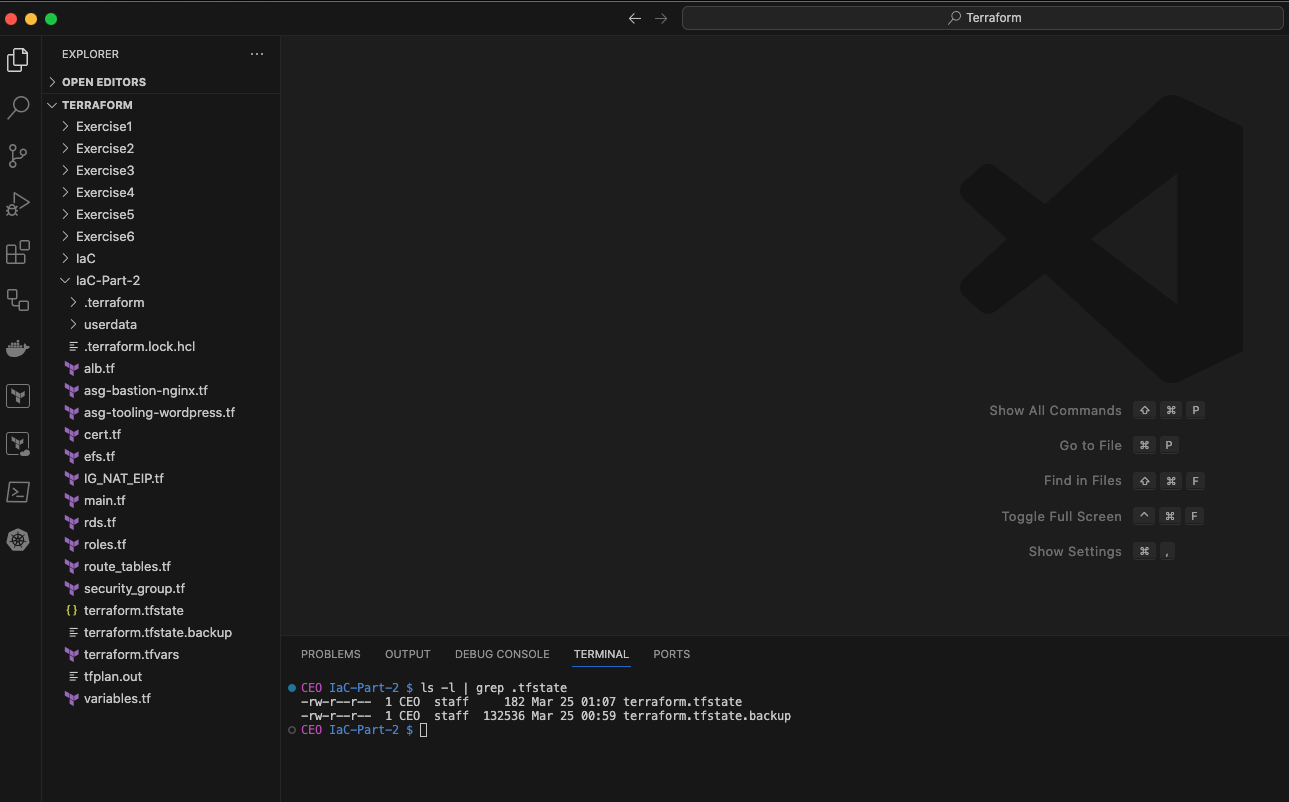 Terraform
EXPLORER
OPEN EDITORS
TERRAFORM
Exercise1
Exercise2
Exercise3
Exercise4
Exercise5
Exercise6
IaC
IaC-Part-2
.terraform
userdata
.terraform.lock.hcl
alb.tf
asg-bastion-nginx.tf
asg-tooling-wordpress.tf
cert.tf
efs.tf
IG_NAT_EIP.tf
main.tf
rds.tf
roles.tf
route_tables.tf
security_group.tf
{} terraform.tfstate
terraform.tfstate.backup
terraform.tfvars
tfplan.out
variables.tf
Show All Commands ⇧ ⌘ P
Go to File ⌘ P
Find in Files ⇧ ⌘ F
Toggle Full Screen ^ ⌘ F
Show Settings ⌘ ,
PROBLEMS OUTPUT DEBUG CONSOLE TERMINAL PORTS
CEO IaC-Part-2 $ ls -l | grep .tfstate
-rw-r--r--  1 CEO  staff     182 Mar 25 01:07 terraform.tfstate
-rw-r--r--  1 CEO  staff  132536 Mar 25 00:59 terraform.tfstate.backup
CEO IaC-Part-2 $